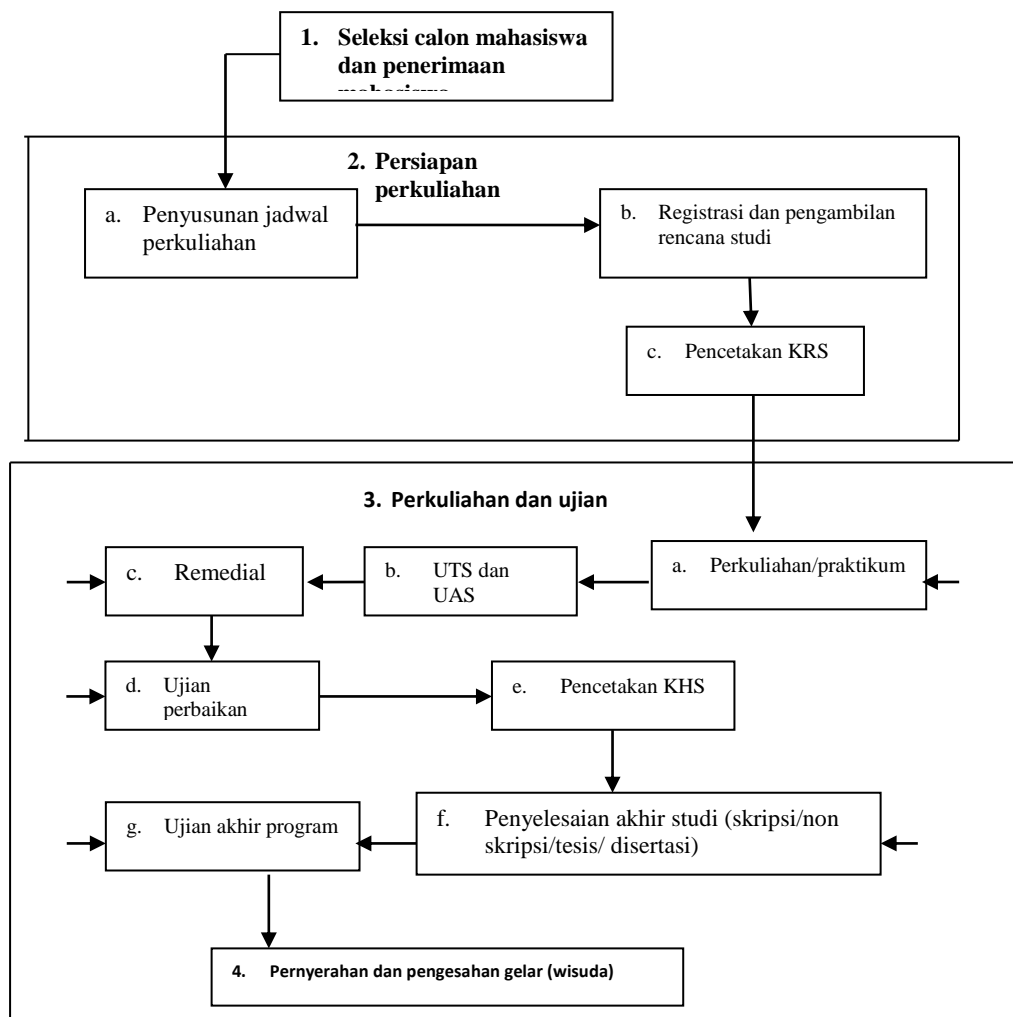 1. Seleksi calon mahasiswa
dan penerimaan
2. Persiapan
perkuliahan
a. Penyusunan jadwal
perkuliahan
b. Registrasi dan pengambilan
rencana studi
c. Pencetakan KRS
3. Perkuliahan dan ujian
a. Perkuliahan/praktikum
b. UTS dan
UAS
c. Remedial
d. Ujian
perbaikan
e. Pencetakan KHS
f. Penyelesaian akhir studi (skripsi/non
skripsi/tesis/ disertasi)
g. Ujian akhir program
4. Pernyerahan dan pengesahan gelar (wisuda)